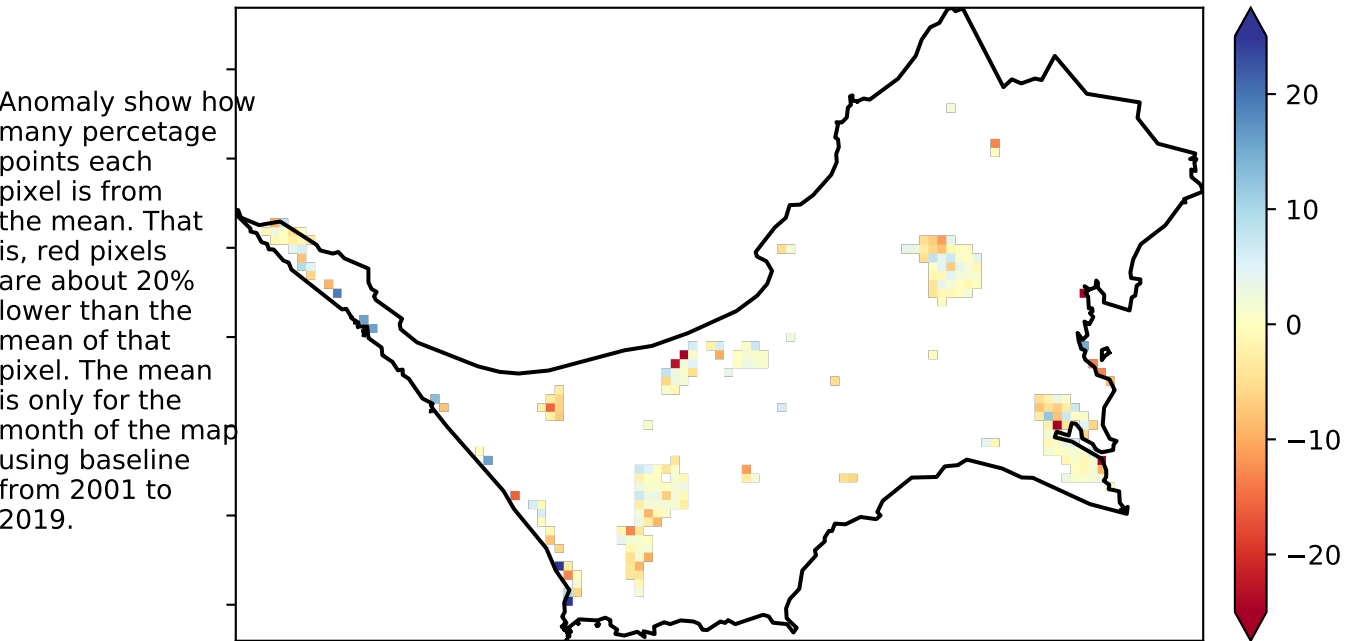 Anomaly show how
many percetage
points each
pixel is from
the mean. That
is, red pixels
are about 20%
lower than the
mean of that
pixel. The mean
is only for the
month of the map
using baseline
from 2001 to
2019.
20
10
0
−10
−20